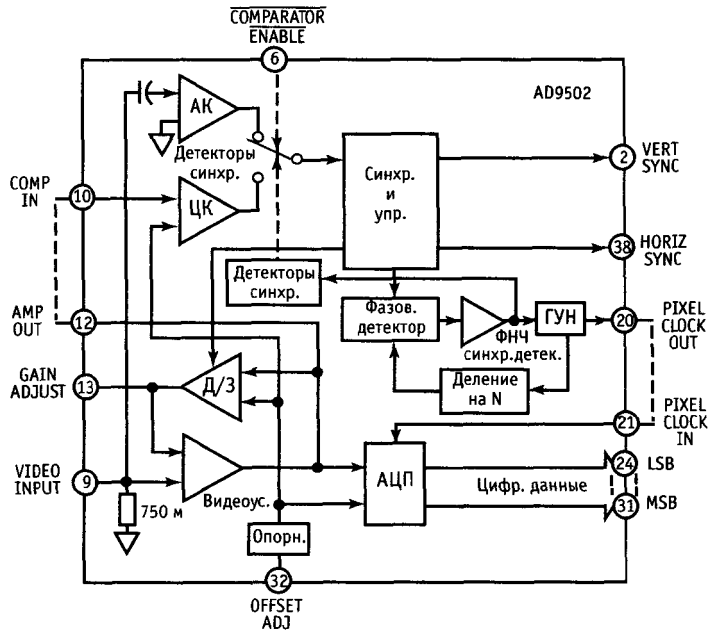 COMPARATOR
ENABLE
6
AD9502
АК
Детекторы
синхр.
Синхр.
и
упр.
2
VERT
SYNC
COMP
IN
10
ЦК
38
HORIZ
SYNC
Детекторы
синхр.
AMP
OUT
12
Фазов.
детектор
ФНЧ
синхр.детек.
ГУН
20
PIXEL
CLOCK
OUT
GAIN
ADJUST
13
Д/З
Деление
на N
21
PIXEL
CLOCK
IN
VIDEO
INPUT
9
Видеоус.
АЦП
Цифр. данные
24
LSB
31
MSB
750 м
Опорн.
32
OFFSET
ADJ